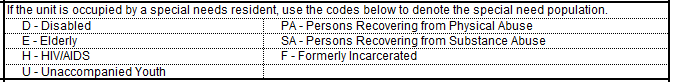 If the unit is occupied by a special needs resident, use the codes below to denote the special need population.
D - Disabled PA - Persons Recovering from Physical Abuse
E - Elderly SA - Persons Recovering from Substance Abuse
H - HIV/AIDS F - Formerly Incarcerated
U - Unaccompanied Youth